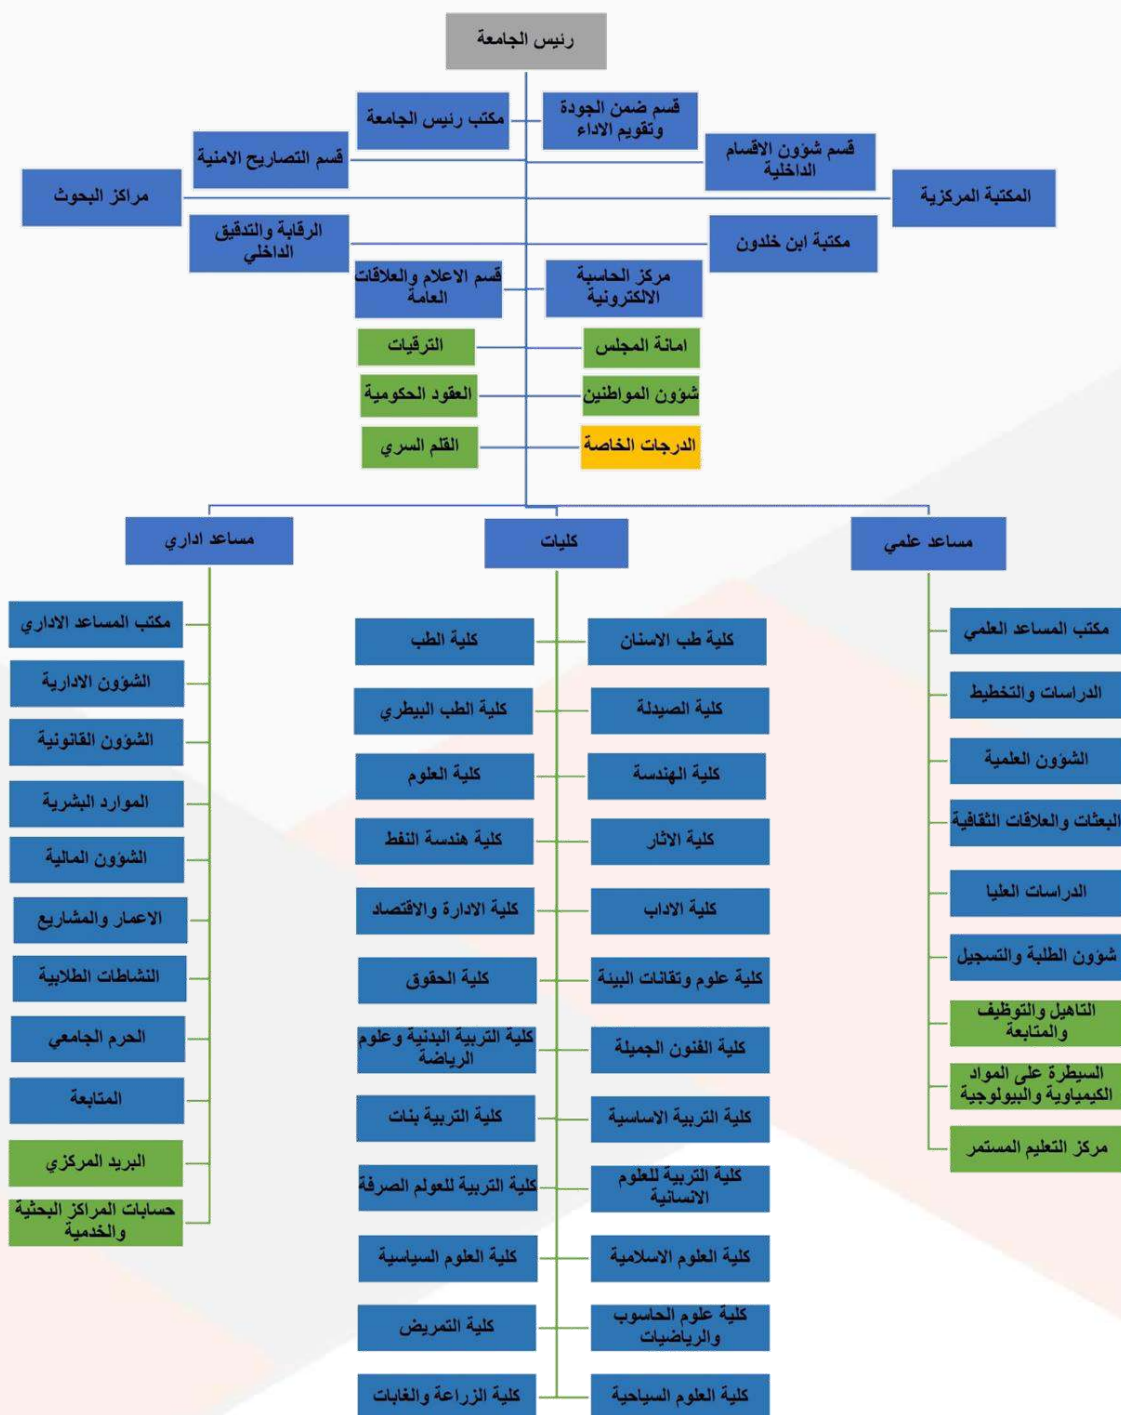 رئيس الجامعة
قسم ضمن الجودة
وتقويم الاداء
مكتب رئيس الجامعة
قسم شؤون الاقسام
الداخلية
قسم التصاريح الامنية
المكتبة المركزية
مراكز البحوث
مكتبة ابن خلدون
الرقابة والتدقيق
الداخلي
مركز الحاسبة
الالكترونية
قسم الاعلام والعلاقات
العامة
امانة المجلس
الترقيات
شؤون المواطنين
العقود الحكومية
الدرجات الخاصة
القلم السري
مساعد علمي
كليات
مساعد اداري
مكتب المساعد العلمي
الدراسات والتخطيط
الشؤون العلمية
البعثات والعلاقات الثقافية
الدراسات العليا
شؤون الطلبة والتسجيل
التاهيل والتوظيف
والمتابعة
السيطرة على المواد
الكيمياوية والبيولوجية
مركز التعليم المستمر
كلية طب الاسنان
كلية الطب
كلية الصيدلة
كلية الطب البيطري
كلية الهندسة
كلية العلوم
كلية الاثار
كلية هندسة النفط
كلية الاداب
كلية الادارة والاقتصاد
كلية علوم وتقانات البيئة
كلية الحقوق
كلية الفنون الجميلة
كلية التربية البدنية وعلوم
الرياضة
كلية التربية الاساسية
كلية التربية بنات
كلية التربية للعلوم
الانسانية
كلية التربية للعولم الصرفة
كلية العلوم الاسلامية
كلية العلوم السياسية
كلية علوم الحاسوب
والرياضيات
كلية التمريض
كلية العلوم السياحية
كلية الزراعة والغابات
مكتب المساعد الاداري
الشؤون الادارية
الشؤون القانونية
الموارد البشرية
الشؤون المالية
الاعمار والمشاريع
النشاطات الطلابية
الحرم الجامعي
المتابعة
البريد المركزي
حسابات المراكز البحثية
والخدمية